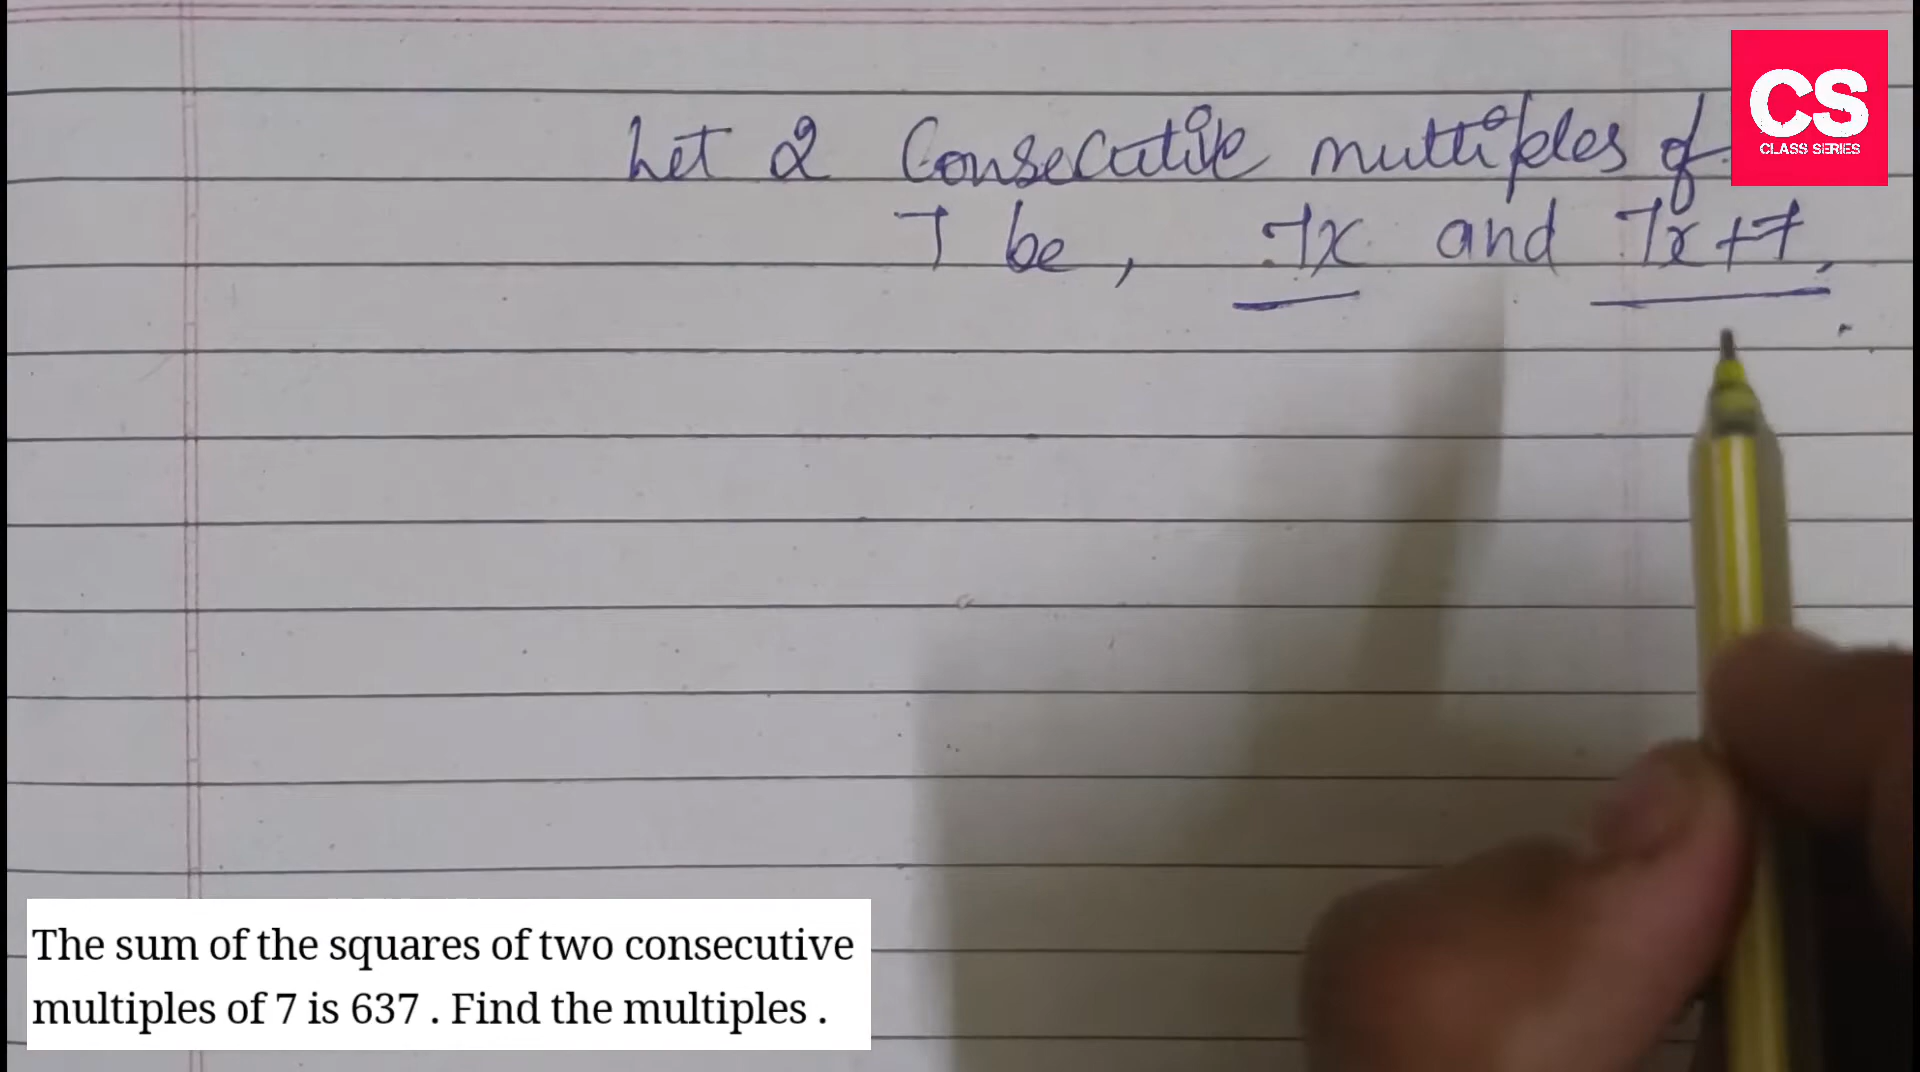 Let 2 Consecutive multiples of
7 be, 7x and 7x+7.
CS
CLASS SERIES
The sum of the squares of two consecutive
multiples of 7 is 637 . Find the multiples .